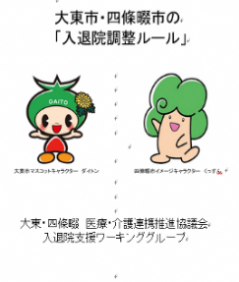 大東市・四條畷市の
「入退院調整ルール」
DAITO
大東市マスコットキャラクター ダイトン
四條畷市イメージキャラクター くっすん
大東・四條畷 医療・介護連携推進協議会
入退院支援ワーキンググループ